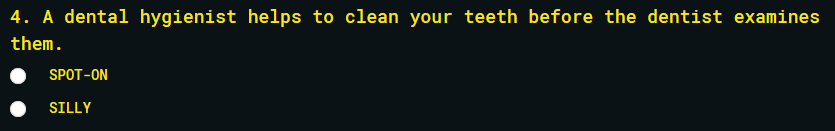 4. A dental hygienist helps to clean your teeth before the dentist examines
them.
SPOT-ON
SILLY